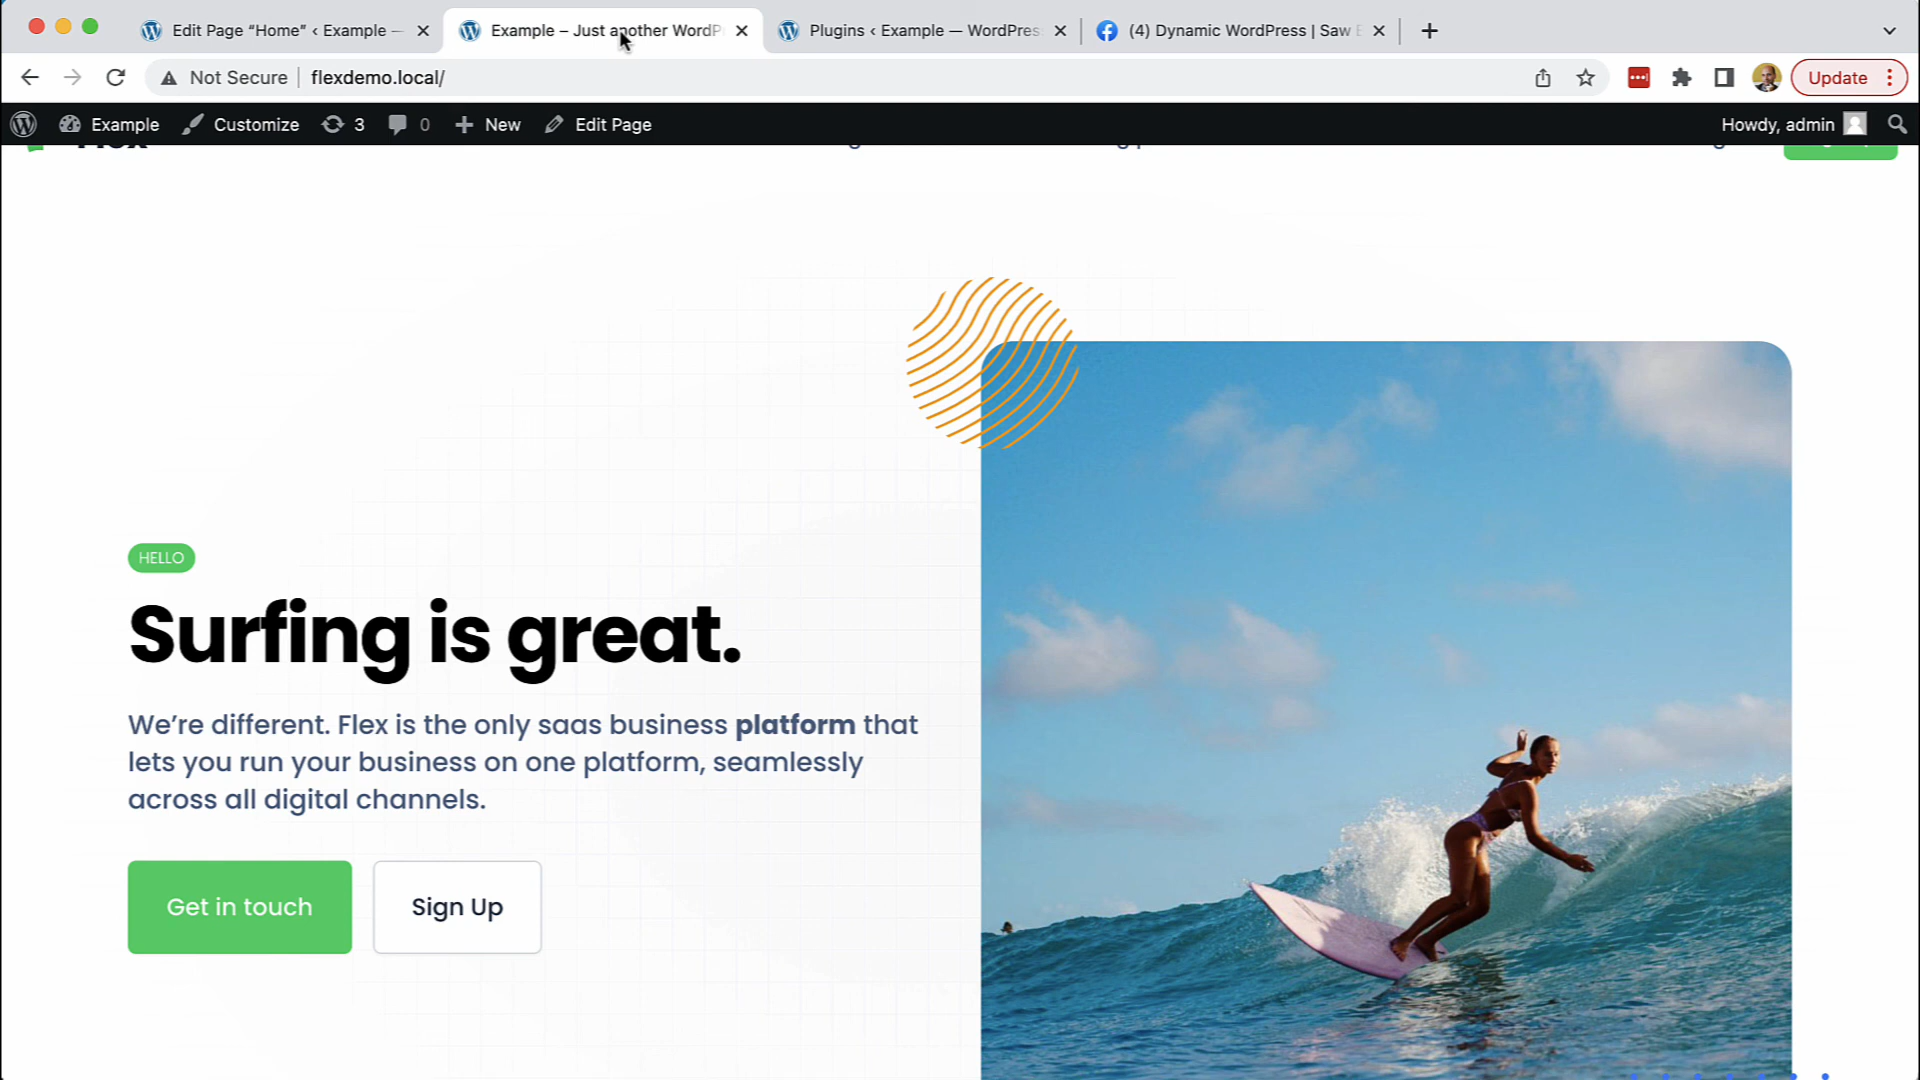 Edit Page “Home” ‹ Example —
Example – Just another WordP
Plugins ‹ Example — WordPres
(4) Dynamic WordPress | Saw
Not Secure
flexdemo.local/
Update
Example
Customize
3
0
New
Edit Page
Howdy, admin
Flex
HELLO
Surfing is great.
We’re different. Flex is the only saas business platform that
lets you run your business on one platform, seamlessly
across all digital channels.
Get in touch
Sign Up